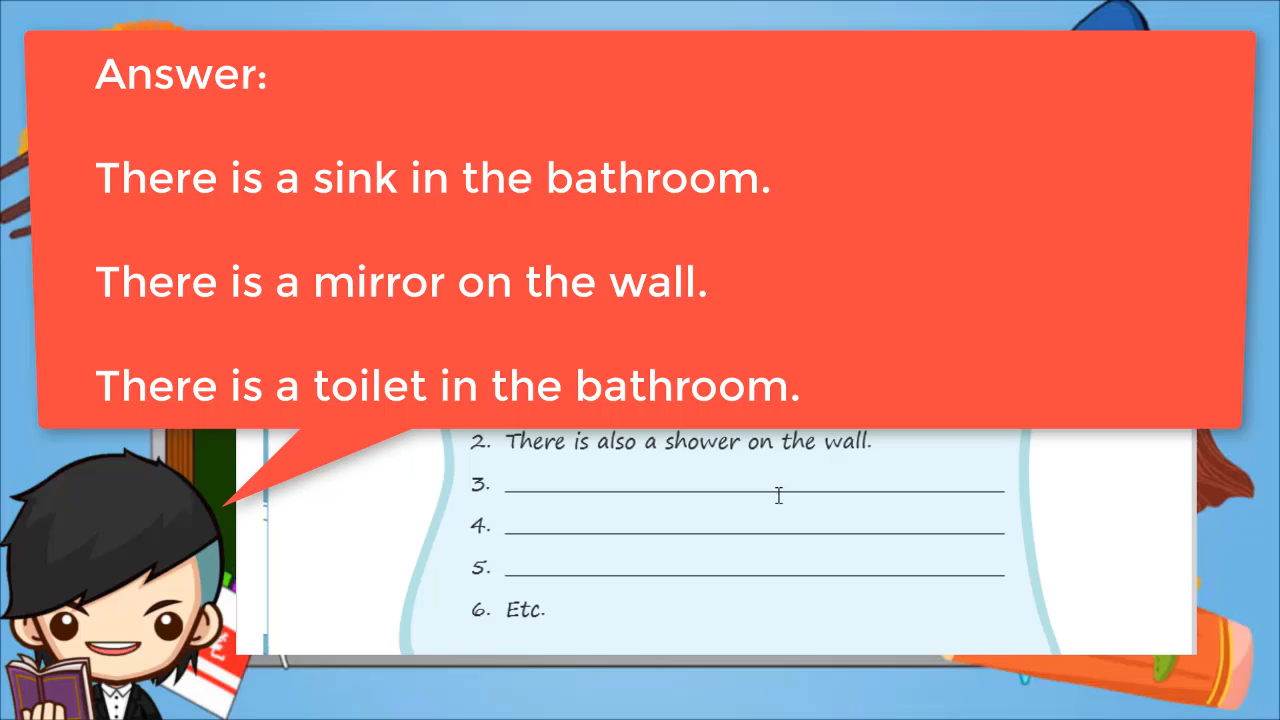 Answer:
There is a sink in the bathroom.
There is a mirror on the wall.
There is a toilet in the bathroom.
2. There is also a shower on the wall.
3.
4.
5.
6. Etc.